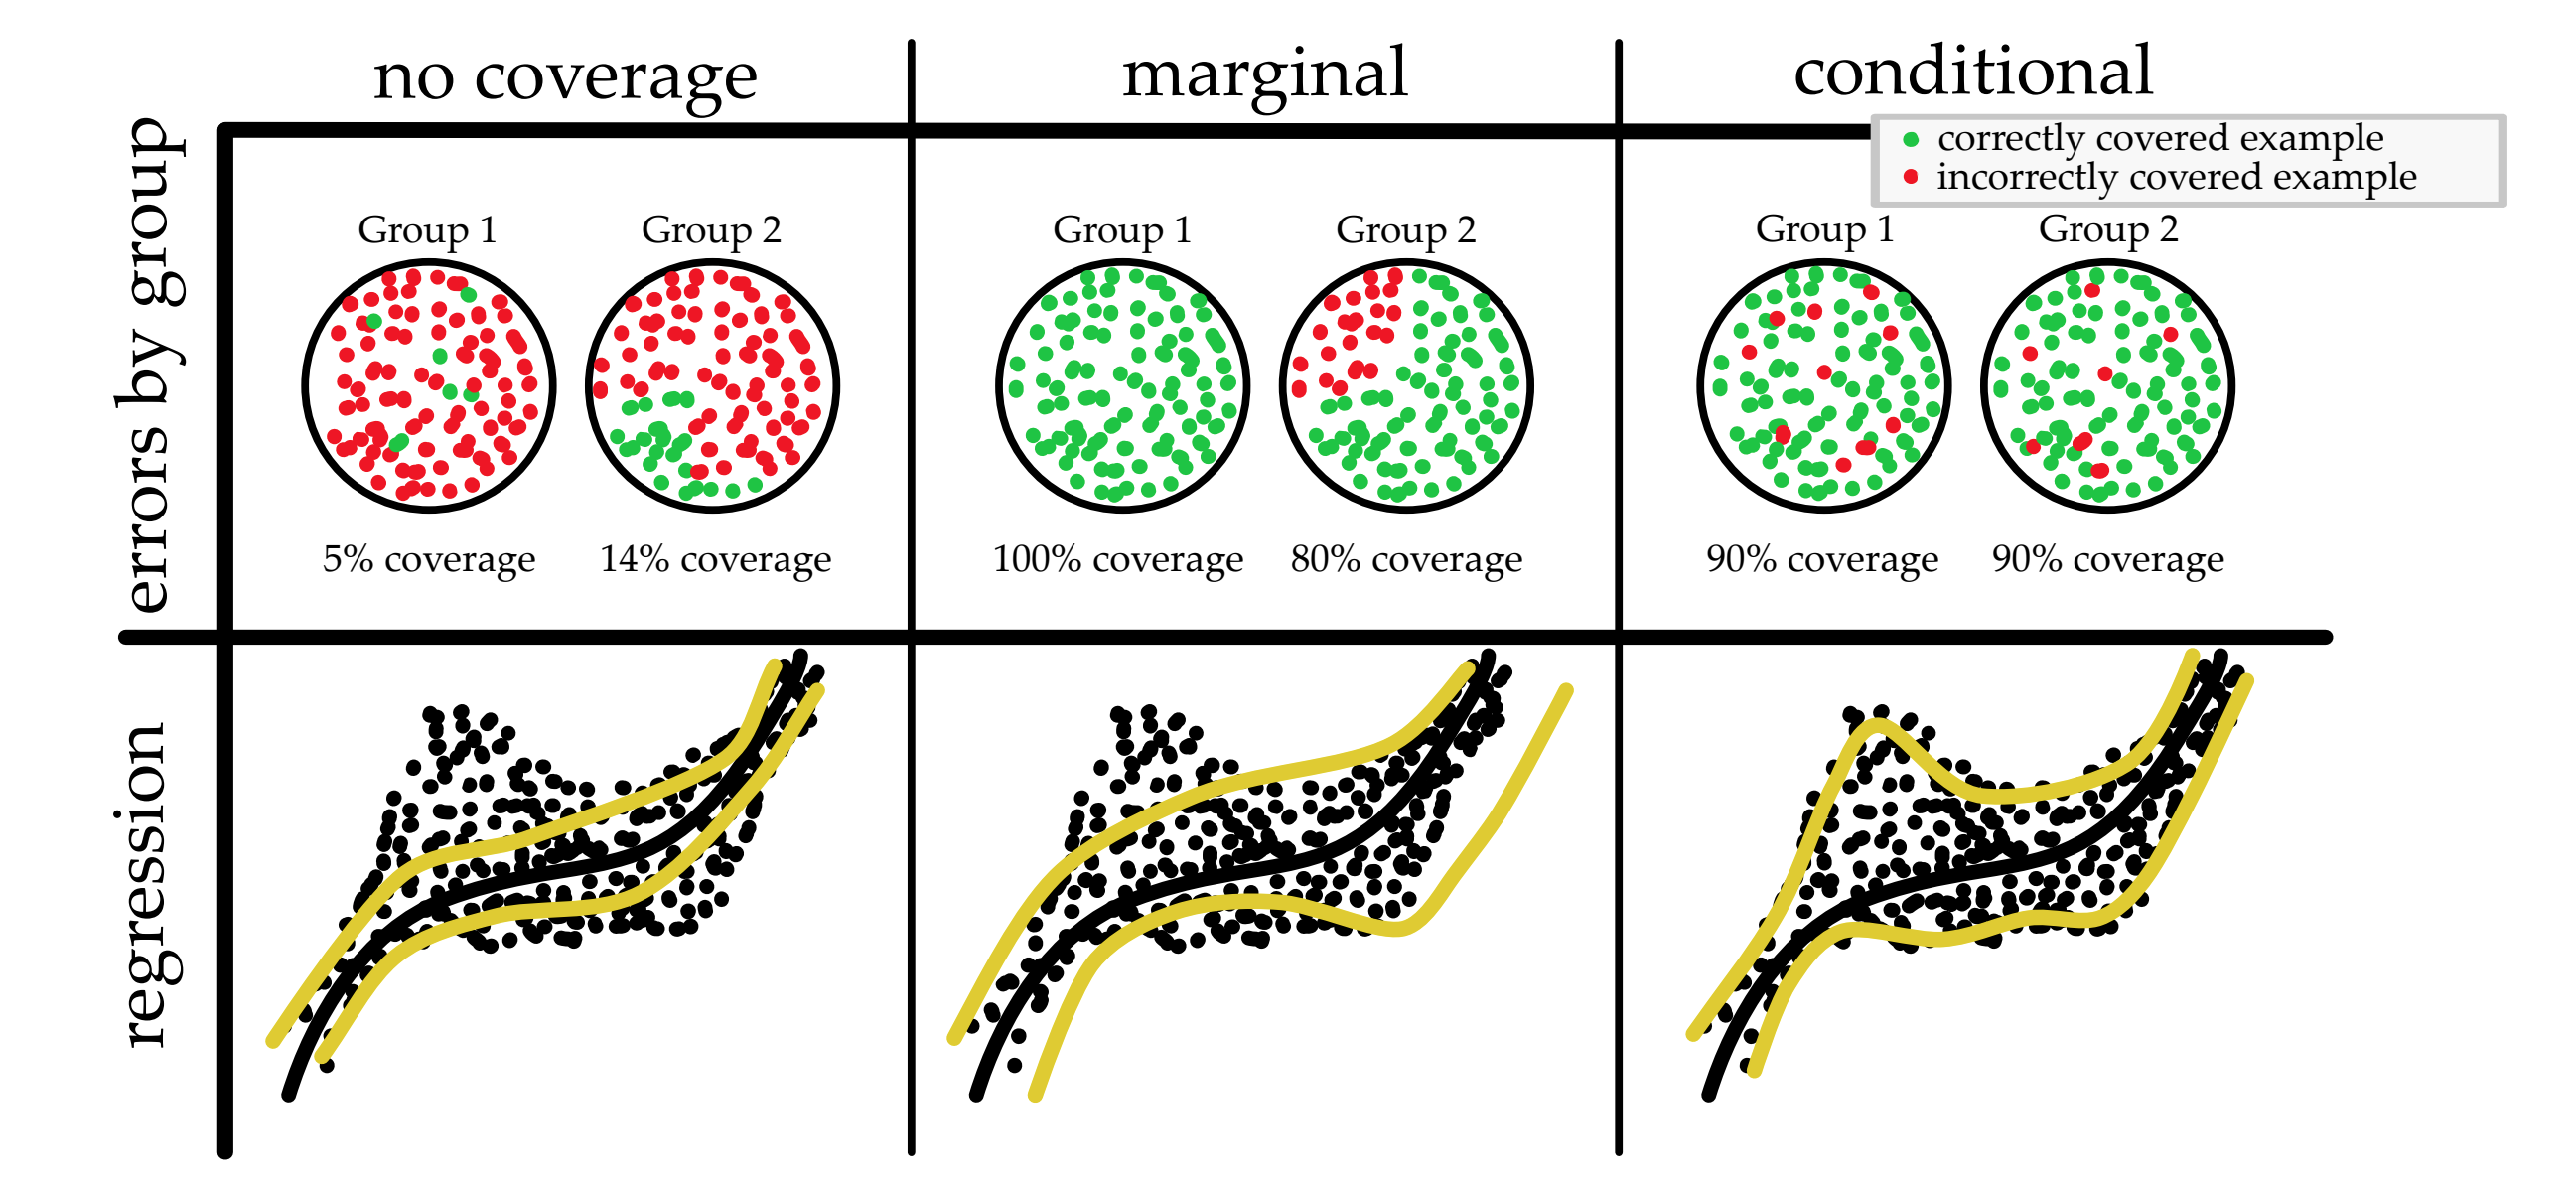 no coverage
marginal
conditional
errors by group
correctly covered example
incorrectly covered example
Group 1
Group 2
Group 1
Group 2
Group 1
Group 2
5% coverage
14% coverage
100% coverage
80% coverage
90% coverage
90% coverage
regression